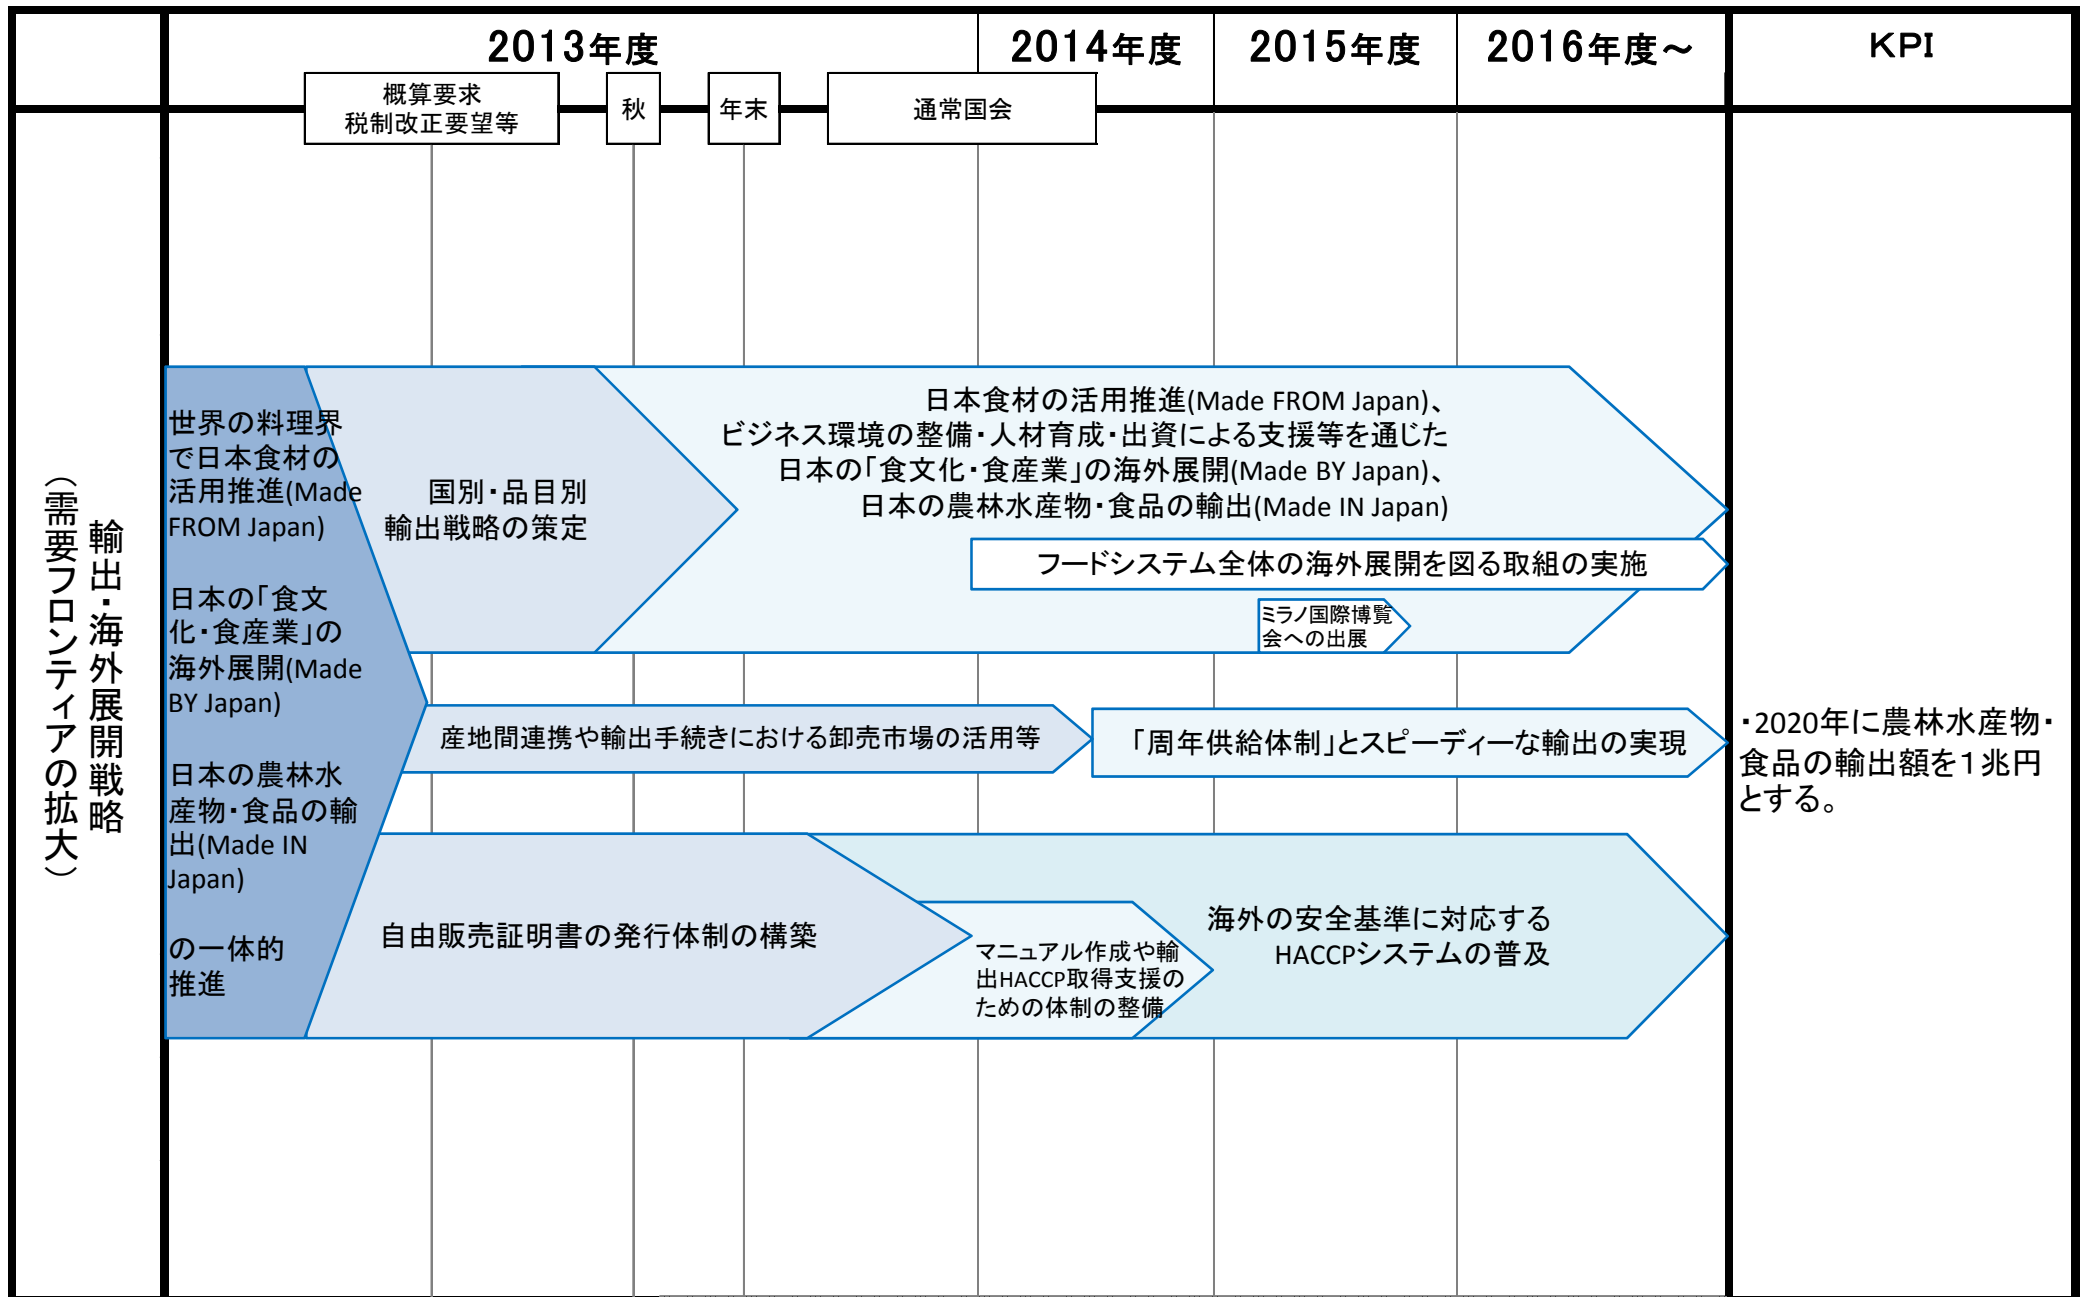 2013年度
2014年度
2015年度
2016年度～
KPI
概算要求
税制改正要望等
秋
年末
通常国会
輸出・海外展開戦略
（需要フロンティアの拡大）
世界の料理界
で日本食材の
活用推進(Made
FROM Japan)
日本の「食文
化・食産業」の
海外展開(Made
BY Japan)
日本の農林水
産物・食品の輸
出(Made IN
Japan)
の一体的
推進
国別・品目別
輸出戦略の策定
日本食材の活用推進(Made FROM Japan)、
ビジネス環境の整備・人材育成・出資による支援等を通じた
日本の「食文化・食産業」の海外展開(Made BY Japan)、
日本の農林水産物・食品の輸出(Made IN Japan)
フードシステム全体の海外展開を図る取組の実施
ミラノ国際博覧
会への出展
産地間連携や輸出手続きにおける卸売市場の活用等
「周年供給体制」とスピーディーな輸出の実現
自由販売証明書の発行体制の構築
マニュアル作成や輸
出HACCP取得支援の
ための体制の整備
海外の安全基準に対応する
HACCPシステムの普及
・2020年に農林水産物・
食品の輸出額を１兆円
とする。